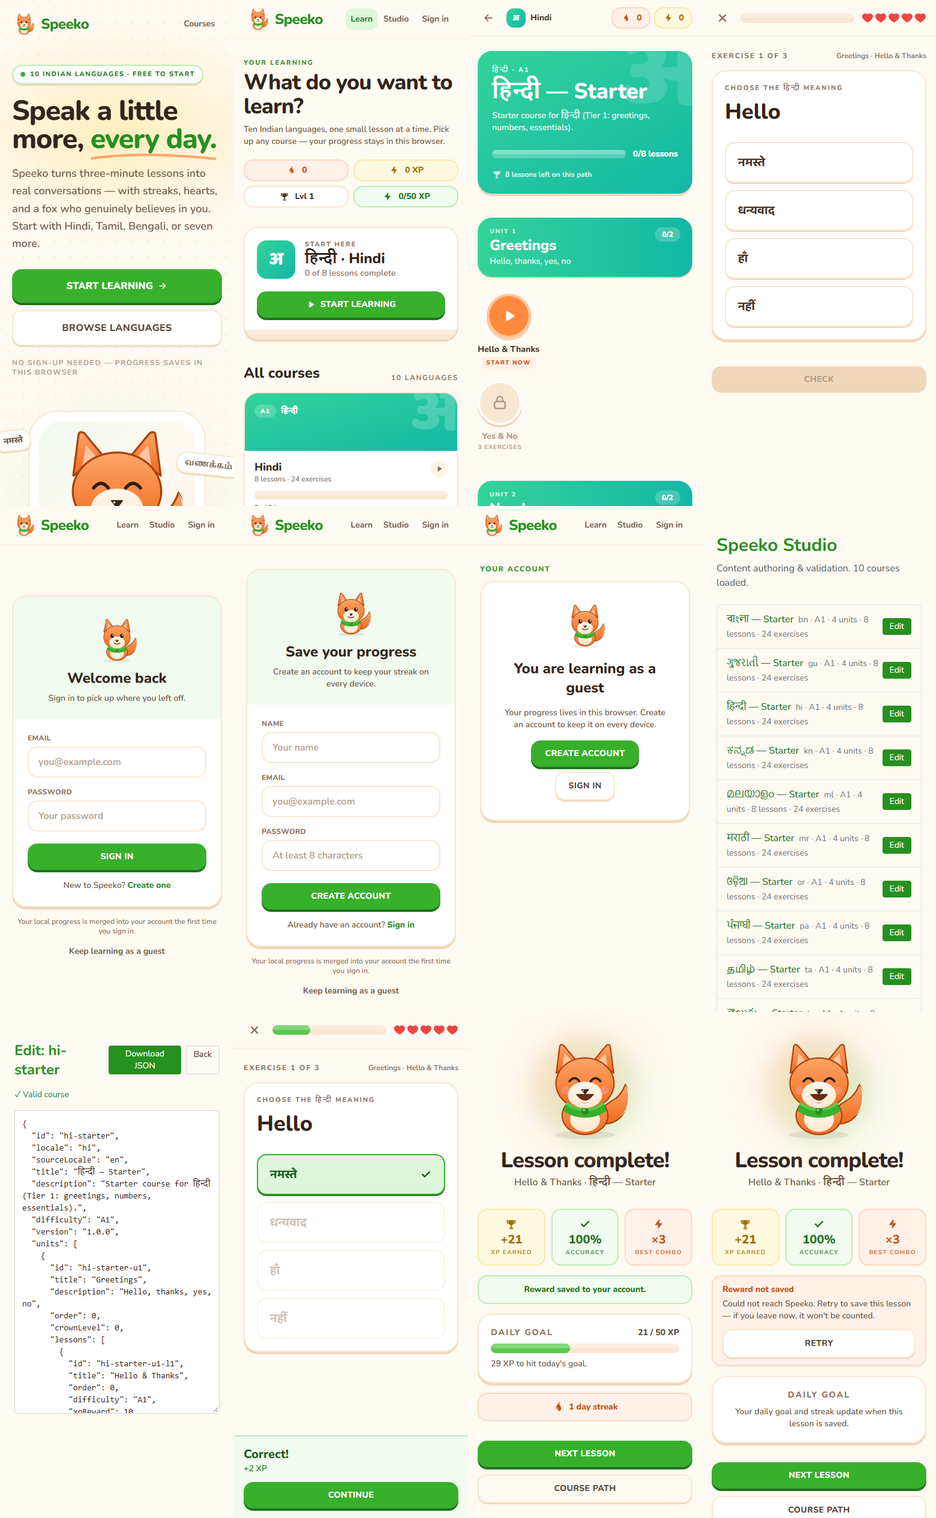 Speeko
Courses
10 INDIAN LANGUAGES · FREE TO START
Speak a little
more, every day.
Speeko turns three-minute lessons into
real conversations — with streaks, hearts,
and a fox who genuinely believes in you.
Start with Hindi, Tamil, Bengali, or seven
more.
START LEARNING →
BROWSE LANGUAGES
NO SIGN-UP NEEDED — PROGRESS SAVES IN
THIS BROWSER
नमस्ते
வணக்கம்
Speeko
Learn Studio Sign in
YOUR LEARNING
What do you want to
learn?
Ten Indian languages, one small lesson at a time. Pick
up any course — your progress stays in this browser.
0
0 XP
Lvl 1
0/50 XP
अ
START HERE
हिन्दी · Hindi
0 of 8 lessons complete
START LEARNING
All courses
10 LANGUAGES
A1 हिन्दी
अ
Hindi
8 lessons · 24 exercises
← अ Hindi
0
0
हिन्दी · A1
अ
हिन्दी — Starter
Starter course for हिन्दी (Tier 1: greetings,
numbers, essentials).
0/8 lessons
8 lessons left on this path
UNIT 1
0/2
Greetings
Hello, thanks, yes, no
Hello & Thanks
START NOW
Yes & No
3 EXERCISES
UNIT 2
0/2
EXERCISE 1 OF 3
Greetings · Hello & Thanks
CHOOSE THE हिन्दी MEANING
Hello
नमस्ते
धन्यवाद
हाँ
नहीं
CHECK
Speeko
Learn Studio Sign in
Welcome back
Sign in to pick up where you left off.
EMAIL
you@example.com
PASSWORD
Your password
SIGN IN
New to Speeko? Create one
Your local progress is merged into your account the first time
you sign in.
Keep learning as a guest
Speeko
Learn Studio Sign in
Save your progress
Create an account to keep your streak on
every device.
NAME
Your name
EMAIL
you@example.com
PASSWORD
At least 8 characters
CREATE ACCOUNT
Already have an account? Sign in
Your local progress is merged into your account the first time
you sign in.
Keep learning as a guest
Speeko
Learn Studio Sign in
YOUR ACCOUNT
You are learning as a
guest
Your progress lives in this browser. Create
an account to keep it on every device.
CREATE ACCOUNT
SIGN IN
Speeko Studio
Content authoring & validation. 10 courses
loaded.
বাংলা — Starter bn · A1 · 4 units · 8
lessons · 24 exercises
Edit
ગુજરાતી — Starter gu · A1 · 4 units · 8
lessons · 24 exercises
Edit
हिन्दी — Starter hi · A1 · 4 units · 8
lessons · 24 exercises
Edit
ಕನ್ನಡ — Starter kn · A1 · 4 units · 8
lessons · 24 exercises
Edit
മലയാളം — Starter ml · A1 · 4
units · 8 lessons · 24 exercises
Edit
मराठी — Starter mr · A1 · 4 units · 8
lessons · 24 exercises
Edit
ଓଡ଼ିଆ — Starter or · A1 · 4 units · 8
lessons · 24 exercises
Edit
ਪੰਜਾਬੀ — Starter pa · A1 · 4 units · 8
lessons · 24 exercises
Edit
தமிழ் — Starter ta · A1 · 4 units · 8
lessons · 24 exercises
Edit
Edit: hi-
starter
Download
JSON
Back
✓ Valid course
{
"id": "hi-starter",
"locale": "hi",
"sourceLocale": "en",
"title": "हिन्दी — Starter",
"description": "Starter course for हिन्दी
(Tier 1: greetings, numbers,
essentials).",
"difficulty": "A1",
"version": "1.0.0",
"units": [
{
"id": "hi-starter-u1",
"title": "Greetings",
"description": "Hello, thanks, yes,
no",
"order": 0,
"crownLevel": 0,
"lessons": [
{
"id": "hi-starter-u1-l1",
"title": "Hello & Thanks",
"order": 0,
"difficulty": "A1",
"xpReward": 10,
EXERCISE 1 OF 3
Greetings · Hello & Thanks
CHOOSE THE हिन्दी MEANING
Hello
नमस्ते
धन्यवाद
हाँ
नहीं
Correct!
+2 XP
CONTINUE
Lesson complete!
Hello & Thanks · हिन्दी — Starter
+21
XP EARNED
100%
ACCURACY
×3
BEST COMBO
Reward saved to your account.
DAILY GOAL
21 / 50 XP
29 XP to hit today's goal.
1 day streak
NEXT LESSON
COURSE PATH
Lesson complete!
Hello & Thanks · हिन्दी — Starter
+21
XP EARNED
100%
ACCURACY
×3
BEST COMBO
Reward not saved
Could not reach Speeko. Retry to save this lesson
— if you leave now, it won't be counted.
RETRY
DAILY GOAL
Your daily goal and streak update when this
lesson is saved.
NEXT LESSON
COURSE PATH